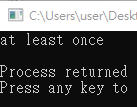 C:\Users\user\Deskt
at least once
Process returned
Press any key to